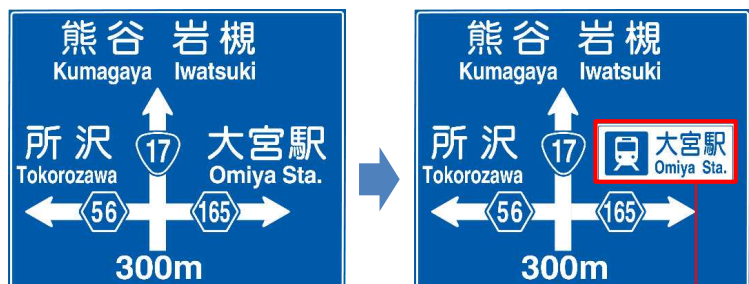 熊谷 岩槻
Kumagaya Iwatsuki
所沢 17 大宮駅
Tokorozawa Omiya Sta.
56 165
300m
熊谷 岩槻
Kumagaya Iwatsuki
所沢 17 大宮駅
Tokorozawa Omiya Sta.
56 165
300m